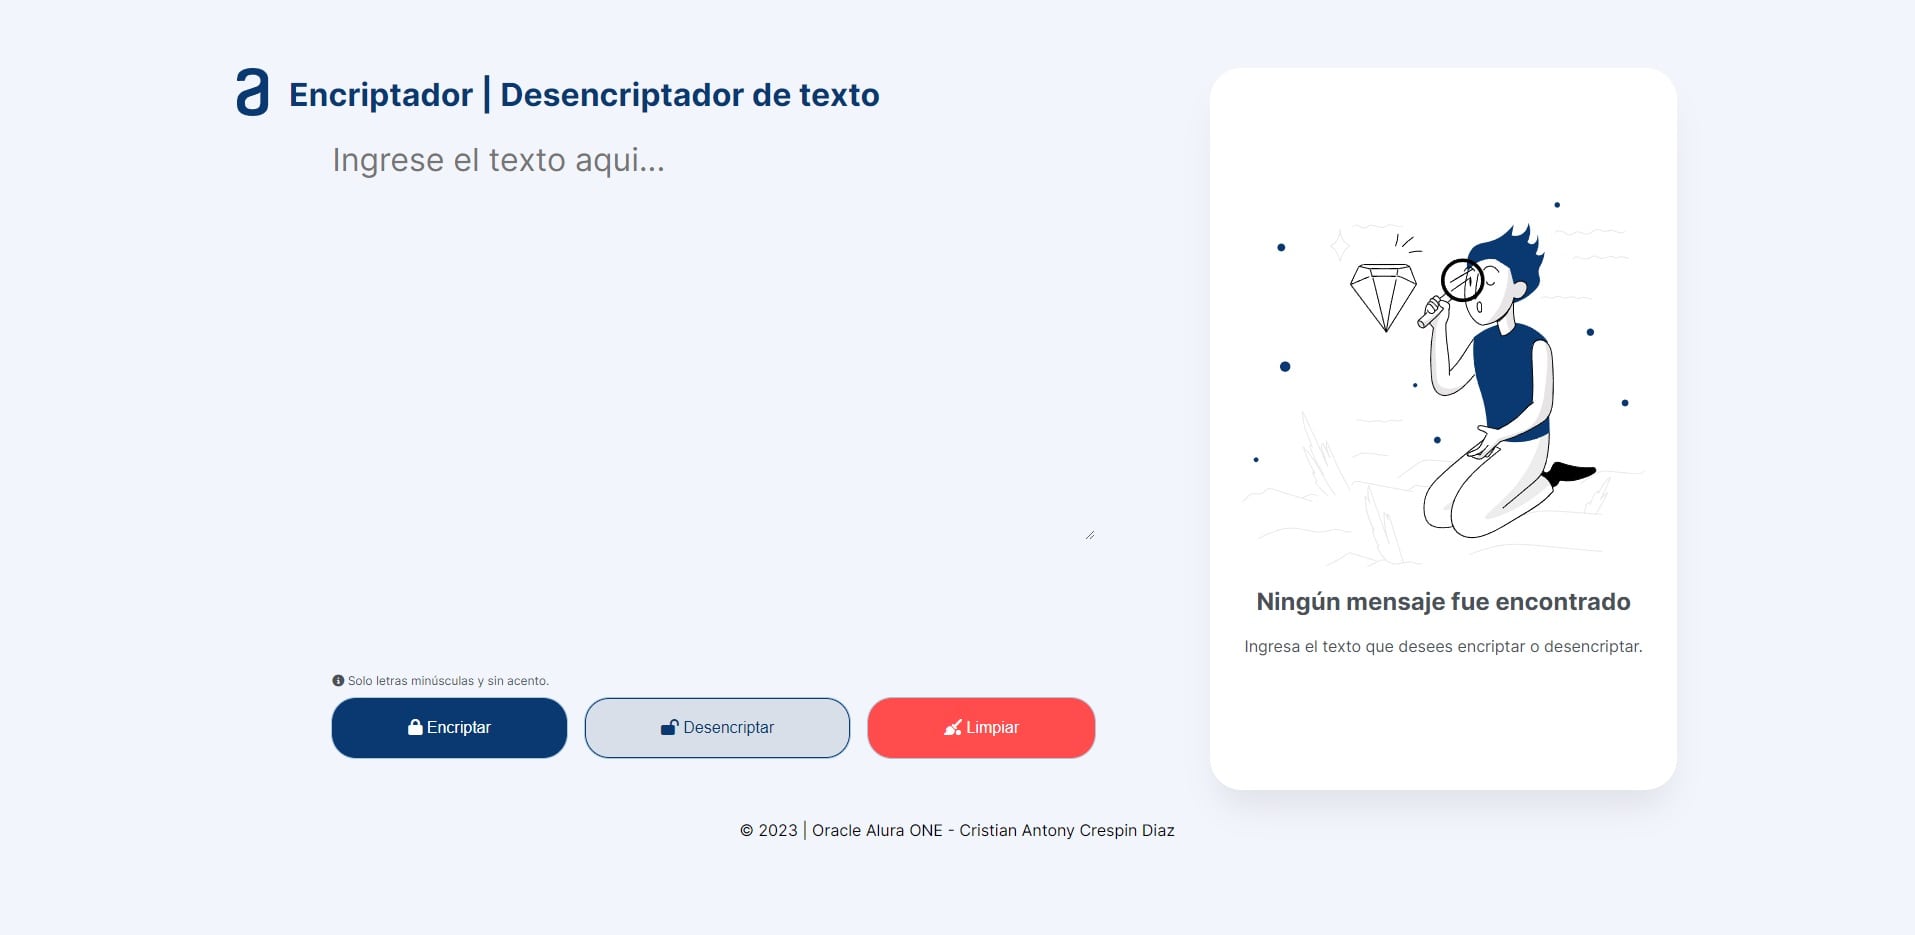 a Encriptador | Desencriptador de texto
Ingrese el texto aqui...
Solo letras minúsculas y sin acento.
Encriptar
Desencriptar
Limpiar
Ningún mensaje fue encontrado
Ingresa el texto que desees encriptar o desencriptar.
© 2023 | Oracle Alura ONE - Cristian Antony Crespin Diaz